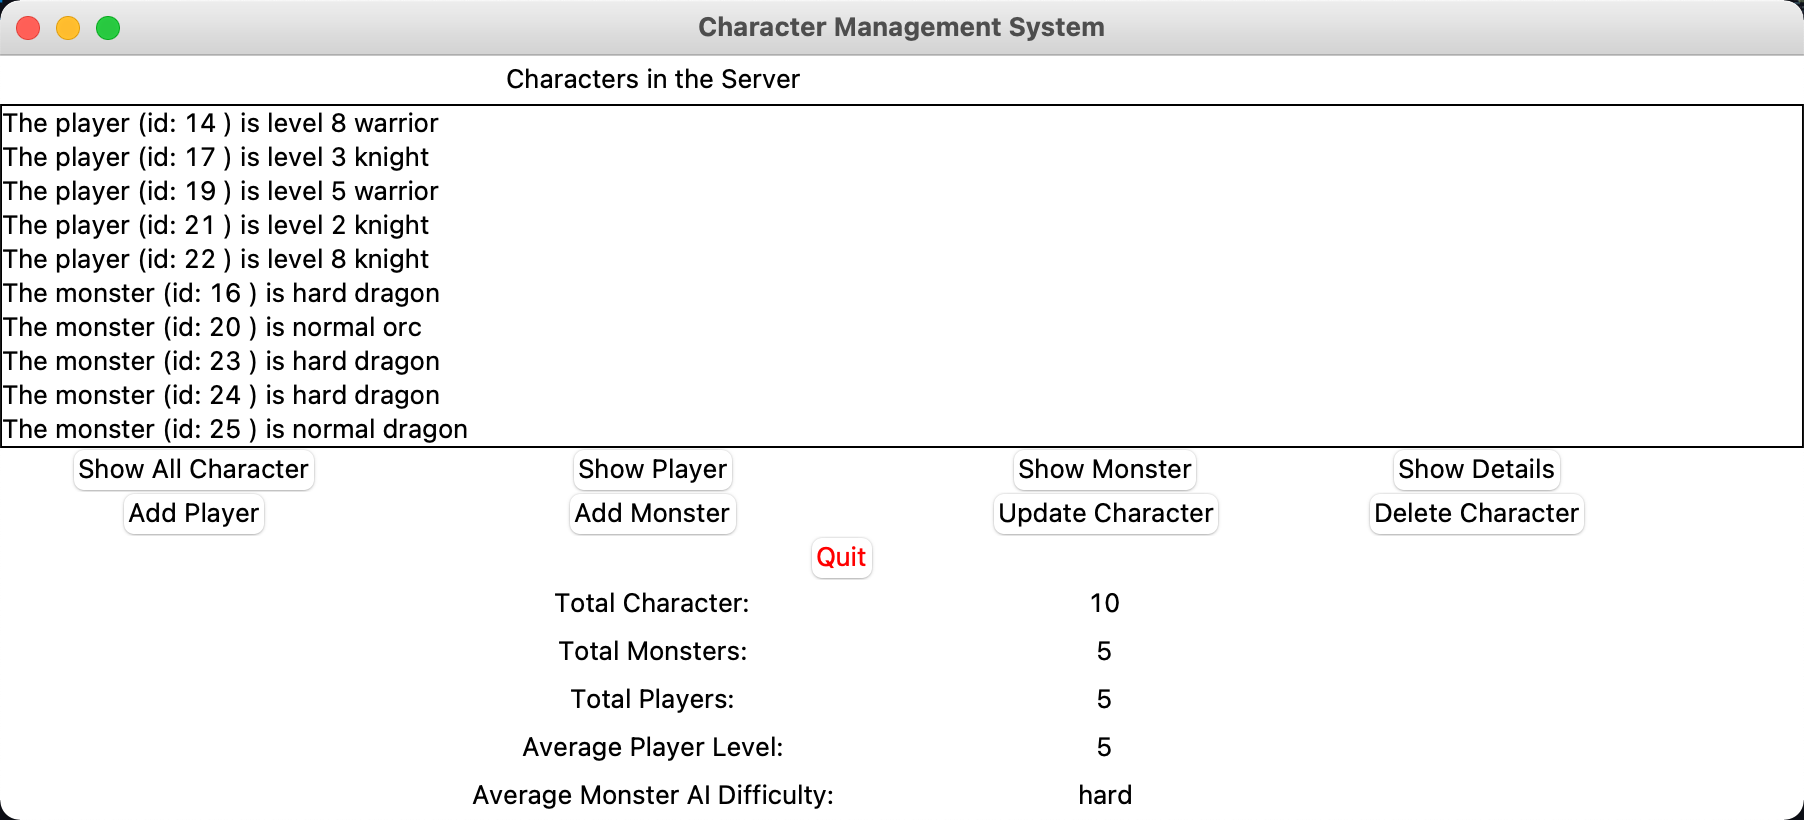 Character Management System
Characters in the Server
The player (id: 14 ) is level 8 warrior
The player (id: 17 ) is level 3 knight
The player (id: 19 ) is level 5 warrior
The player (id: 21 ) is level 2 knight
The player (id: 22 ) is level 8 knight
The monster (id: 16 ) is hard dragon
The monster (id: 20 ) is normal orc
The monster (id: 23 ) is hard dragon
The monster (id: 24 ) is hard dragon
The monster (id: 25 ) is normal dragon
Show All Character Show Player Show Monster Show Details
Add Player Add Monster Update Character Delete Character
Quit
Total Character: 10
Total Monsters: 5
Total Players: 5
Average Player Level: 5
Average Monster AI Difficulty: hard